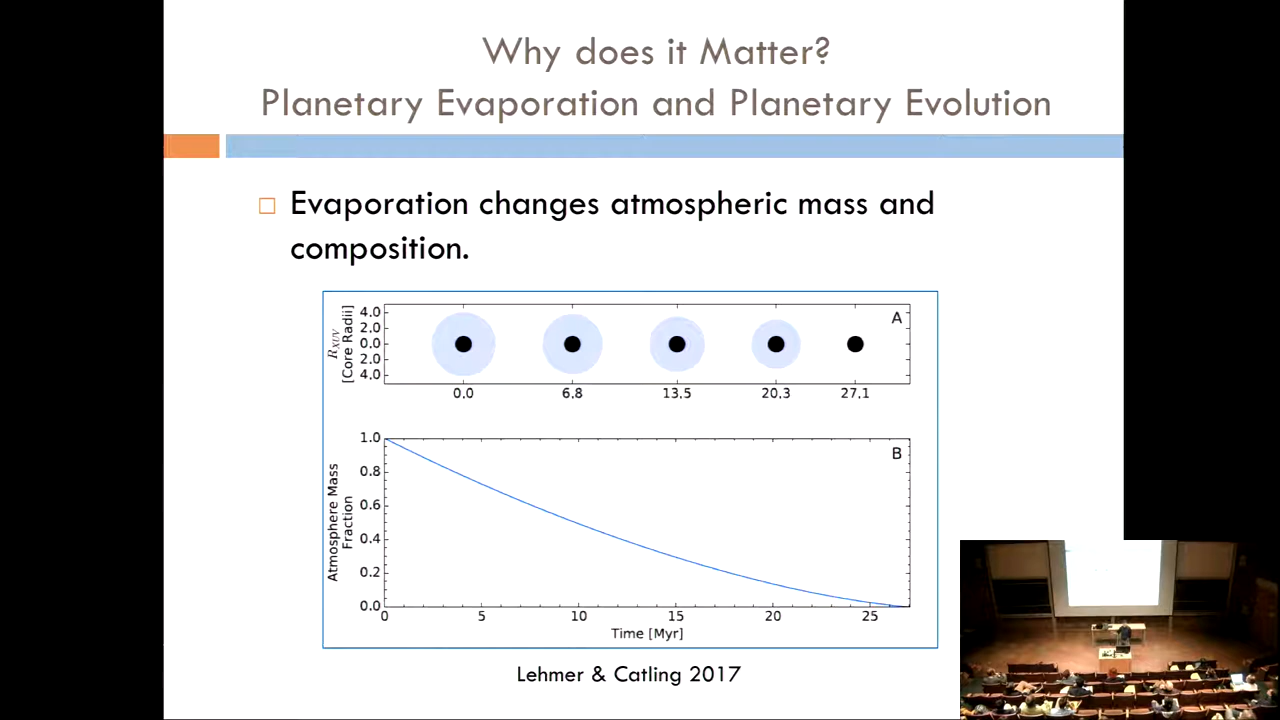 Why does it Matter?
Planetary Evaporation and Planetary Evolution
□ Evaporation changes atmospheric mass and
composition.
R_XUV
[Core Radii]
4.0
2.0
0.0
2.0
4.0
A
0.0 6.8 13.5 20.3 27.1
Atmosphere Mass
Fraction
1.0
0.8
0.6
0.4
0.2
0.0
B
0 5 10 15 20 25
Time [Myr]
Lehmer & Catling 2017